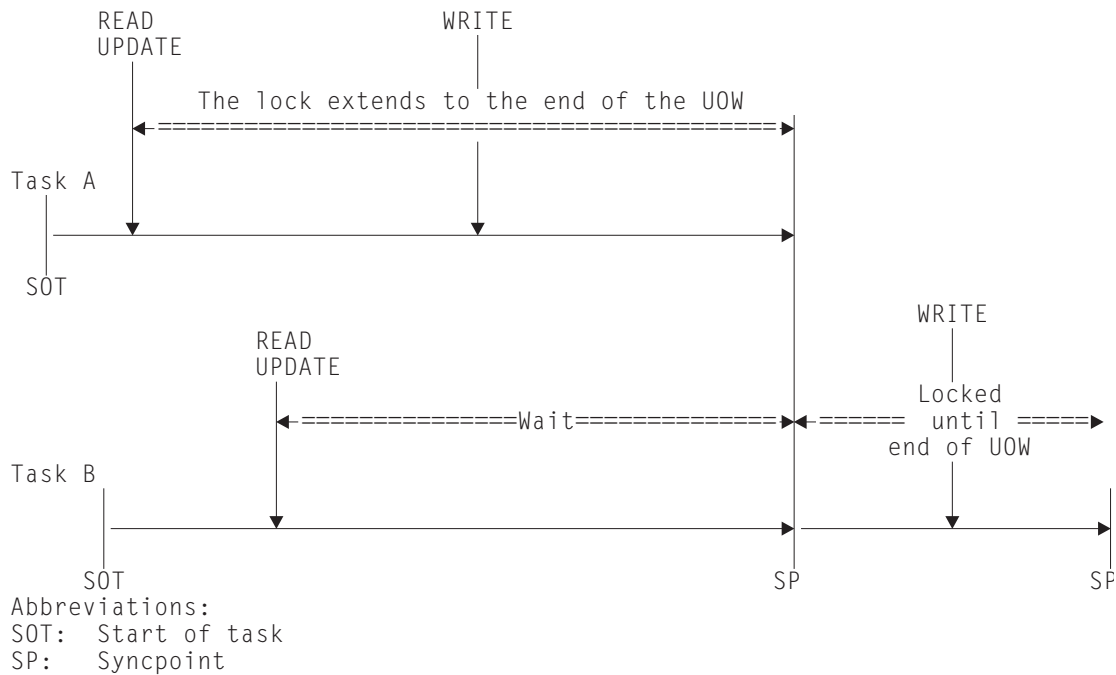 READ
UPDATE
WRITE
The lock extends to the end of the UOW
Task A
SOT
READ
UPDATE
WRITE
Wait
Locked
until
end of UOW
Task B
SOT
SP
SP
Abbreviations:
SOT: Start of task
SP: Syncpoint